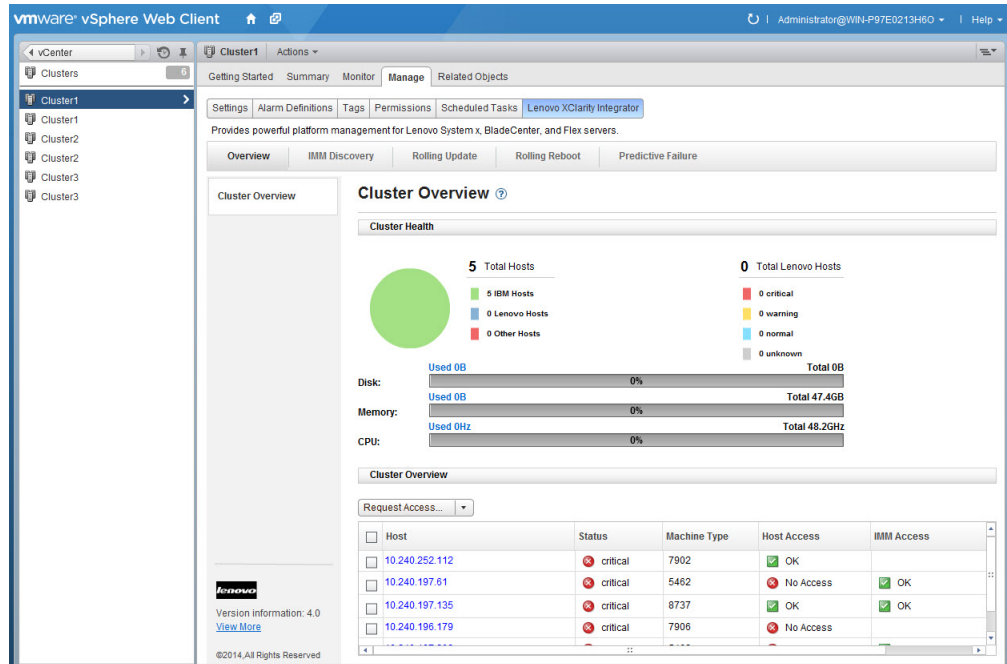 vmware® vSphere Web Client
Administrator@WIN-P97E0213H6O
Help
vCenter
Clusters 6
Cluster1
Cluster1
Cluster2
Cluster2
Cluster3
Cluster3
Cluster1 Actions
Getting Started Summary Monitor Manage Related Objects
Settings Alarm Definitions Tags Permissions Scheduled Tasks Lenovo XClarity Integrator
Provides powerful platform management for Lenovo System x, BladeCenter, and Flex servers.
Overview IMM Discovery Rolling Update Rolling Reboot Predictive Failure
Cluster Overview
lenovo
Version information: 4.0
View More
©2014,All Rights Reserved
Cluster Overview ?
Cluster Health
5 Total Hosts
5 IBM Hosts
0 Lenovo Hosts
0 Other Hosts
0 Total Lenovo Hosts
0 critical
0 warning
0 normal
0 unknown
Used 0B Total 0B
Disk: 0%
Used 0B Total 47.4GB
Memory: 0%
Used 0Hz Total 48.2GHz
CPU: 0%
Cluster Overview
Request Access...
Host Status Machine Type Host Access IMM Access
10.240.252.112 critical 7902 OK
10.240.197.61 critical 5462 No Access OK
10.240.197.135 critical 8737 OK OK
10.240.196.179 critical 7906 No Access